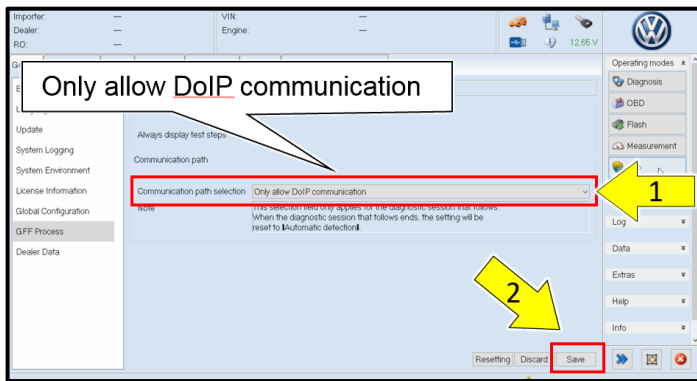 Importer: —
Dealer: —
RO: —
VIN: —
Engine: —
12.65 V
Only allow DoIP communication
Update
System Logging
System Environment
License Information
Global Configuration
GFF Process
Dealer Data
Always display test steps
Communication path
Communication path selection Only allow DoIP communication
Note This selection field only applies for the diagnostic session that follows.
When the diagnostic session that follows ends, the setting will be
reset to ‖Automatic detection‖.
1
2
Resetting Discard Save
Operating modes
Diagnosis
OBD
Flash
Measurement
Log
Data
Extras
Help
Info